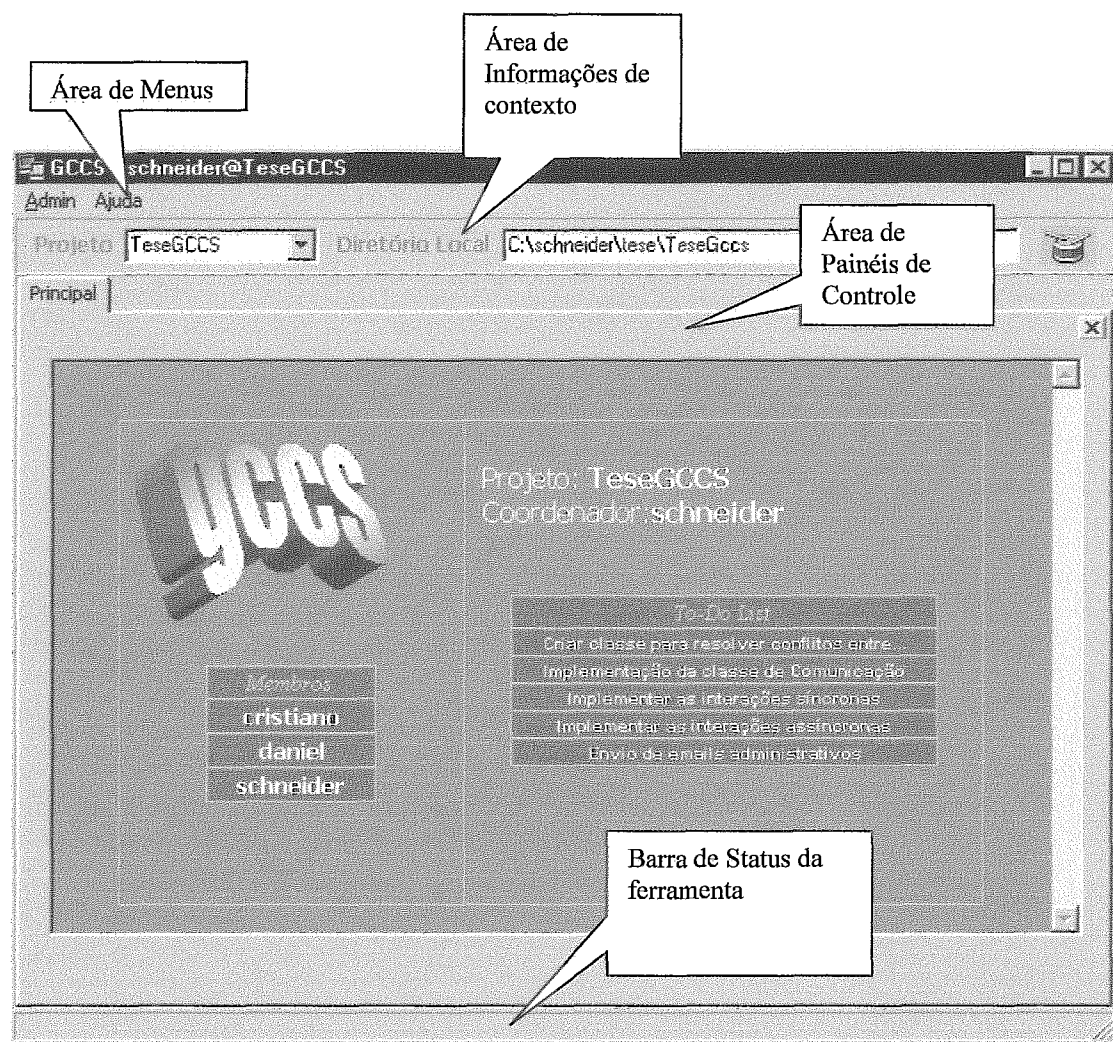 Área de
Informações de
contexto
Área de Menus
GCCS schneider@TeseGCCS
Admin Ajuda
Projeto TeseGCCS Diretório Local C:\schneider\tese\TeseGccs
Área de
Painéis de
Controle
Principal
gccs
Projeto: TeseGCCS
Coordenador:schneider
To-Do List
Criar classe para resolver conflitos entre...
Implementação da classe de Comunicação
Implementar as interações síncronas
Implementar as interações assíncronas
Envio de emails administrativos
Membros
cristiano
daniel
schneider
Barra de Status da
ferramenta